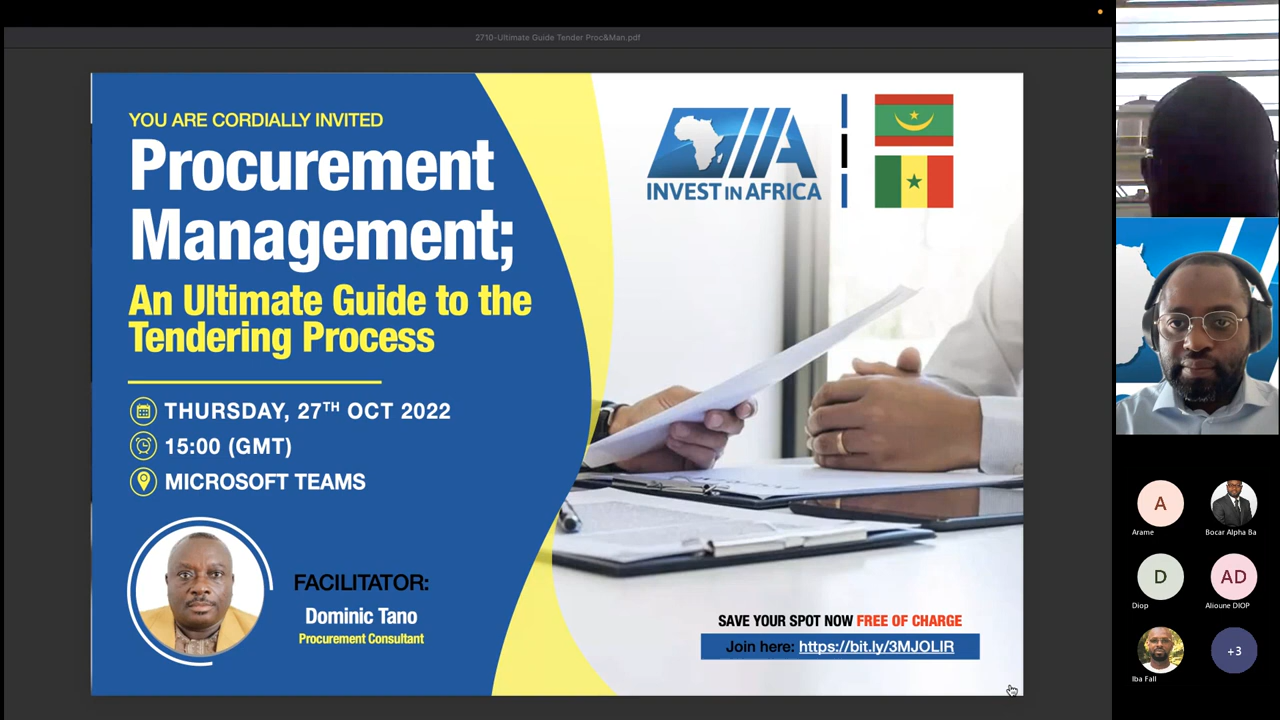 2710-Ultimate Guide Tender Proc&Man.pdf
YOU ARE CORDIALLY INVITED
Procurement
Management;
An Ultimate Guide to the
Tendering Process
THURSDAY, 27TH OCT 2022
15:00 (GMT)
MICROSOFT TEAMS
FACILITATOR:
Dominic Tano
Procurement Consultant
IIA
INVEST IN AFRICA
SAVE YOUR SPOT NOW FREE OF CHARGE
Join here: https://bit.ly/3MJOLIR
A
Arame
Bocar Alpha Ba
D
Diop
AD
Alioune DIOP
Iba Fall
+3